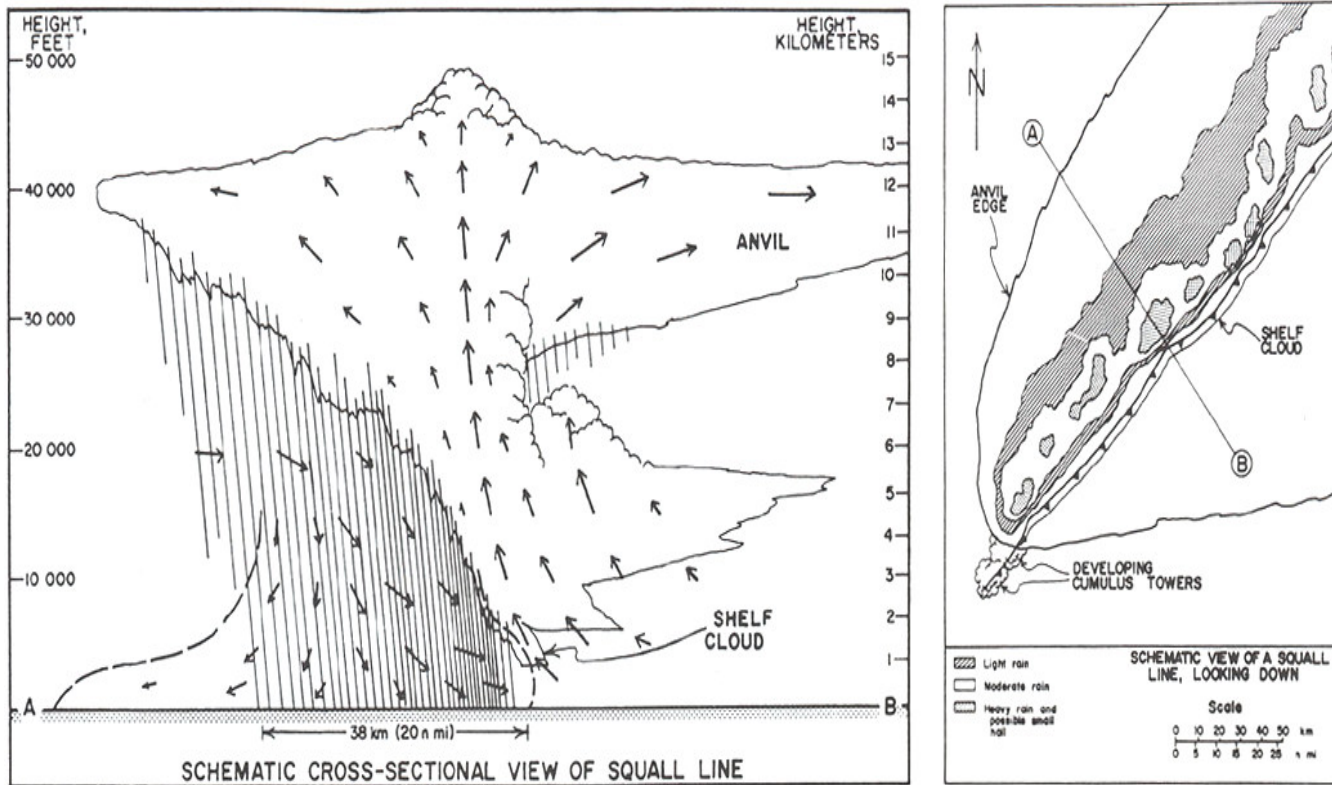 HEIGHT,
FEET
50 000
40 000
30 000
20 000
10 000
A
HEIGHT,
KILOMETERS
15
14
13
12
11
10
9
8
7
6
5
4
3
2
1
B
ANVIL
SHELF
CLOUD
38 km (20 n mi)
SCHEMATIC CROSS-SECTIONAL VIEW OF SQUALL LINE
N
A
ANVIL
EDGE
SHELF
CLOUD
B
DEVELOPING
CUMULUS TOWERS
Light rain
Moderate rain
Heavy rain and
possible small
hail
SCHEMATIC VIEW OF A SQUALL
LINE, LOOKING DOWN
Scale
0 10 20 30 40 50 km
0 5 10 15 20 25 n mi